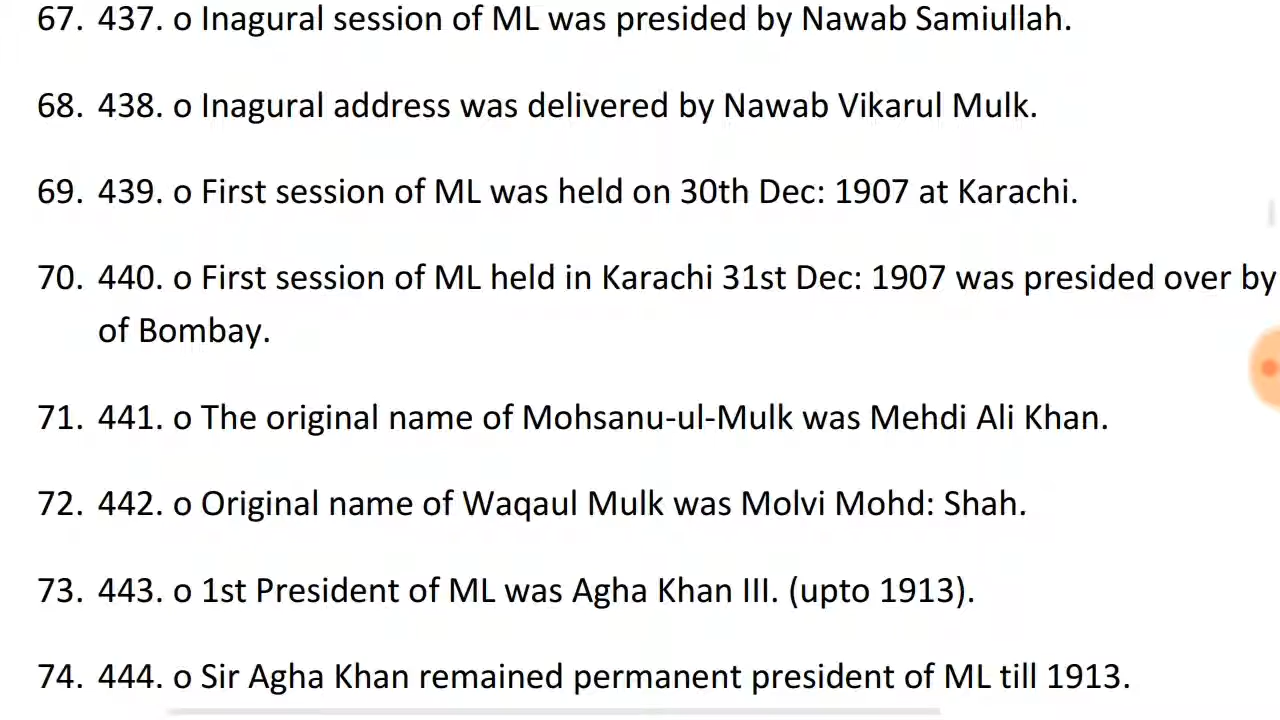 67. 437. o Inagural session of ML was presided by Nawab Samiullah.
68. 438. o Inagural address was delivered by Nawab Vikarul Mulk.
69. 439. o First session of ML was held on 30th Dec: 1907 at Karachi.
70. 440. o First session of ML held in Karachi 31st Dec: 1907 was presided over by
of Bombay.
71. 441. o The original name of Mohsanu-ul-Mulk was Mehdi Ali Khan.
72. 442. o Original name of Waqaul Mulk was Molvi Mohd: Shah.
73. 443. o 1st President of ML was Agha Khan III. (upto 1913).
74. 444. o Sir Agha Khan remained permanent president of ML till 1913.